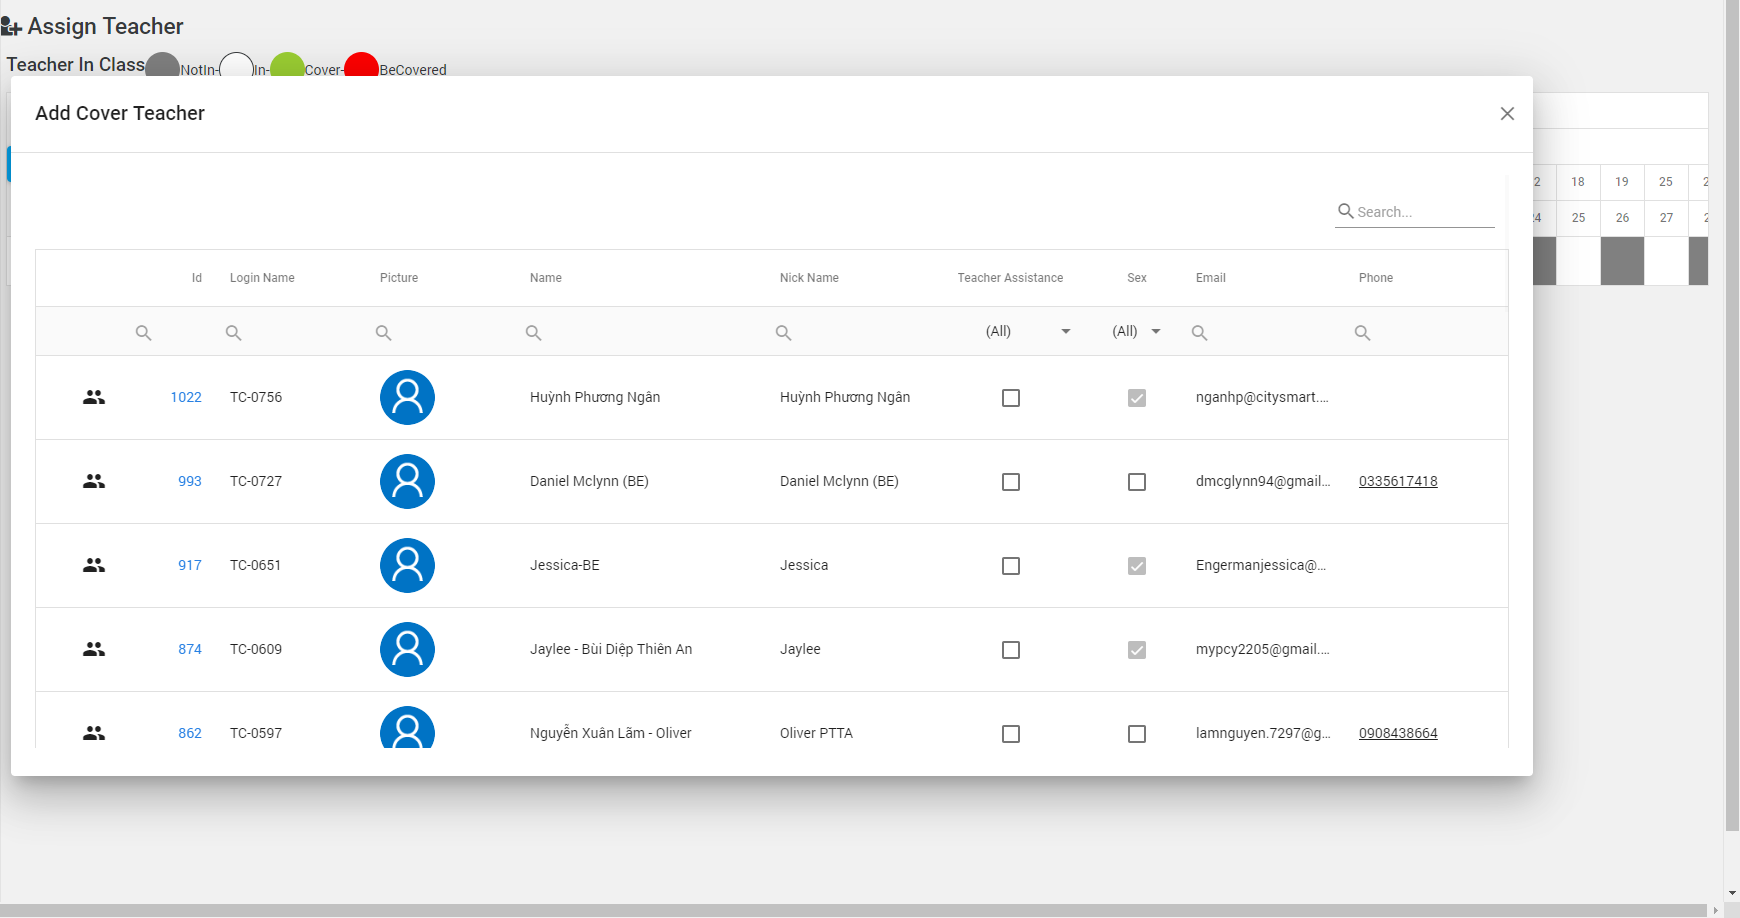 Assign Teacher
Teacher In Class NotIn- In- Cover- BeCovered
Add Cover Teacher
18 19 25
25 26 27
Search...
Id Login Name Picture Name Nick Name Teacher Assistance Sex Email Phone
(All) (All)
1022 TC-0756 Huỳnh Phương Ngân Huỳnh Phương Ngân nganhp@citysmart....
993 TC-0727 Daniel Mclynn (BE) Daniel Mclynn (BE) dmcglynn94@gmail... 0335617418
917 TC-0651 Jessica-BE Jessica Engermanjessica@...
874 TC-0609 Jaylee - Bùi Diệp Thiên An Jaylee mypcy2205@gmail....
862 TC-0597 Nguyễn Xuân Lãm - Oliver Oliver PTTA lamnguyen.7297@g... 0908438664